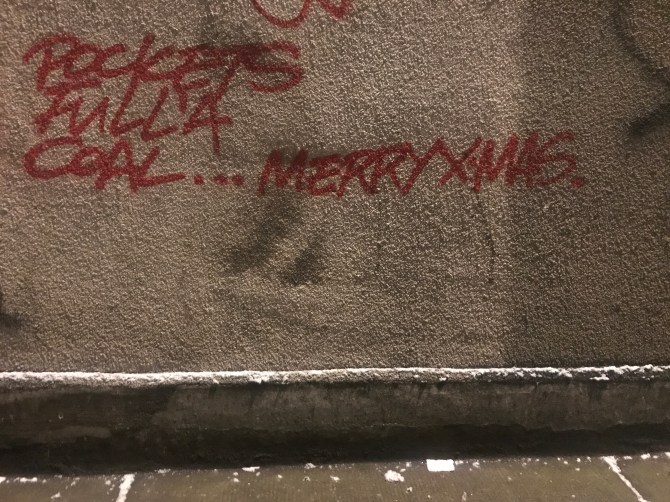 POCKETS
FULLA
COAL... MERRY XMAS.